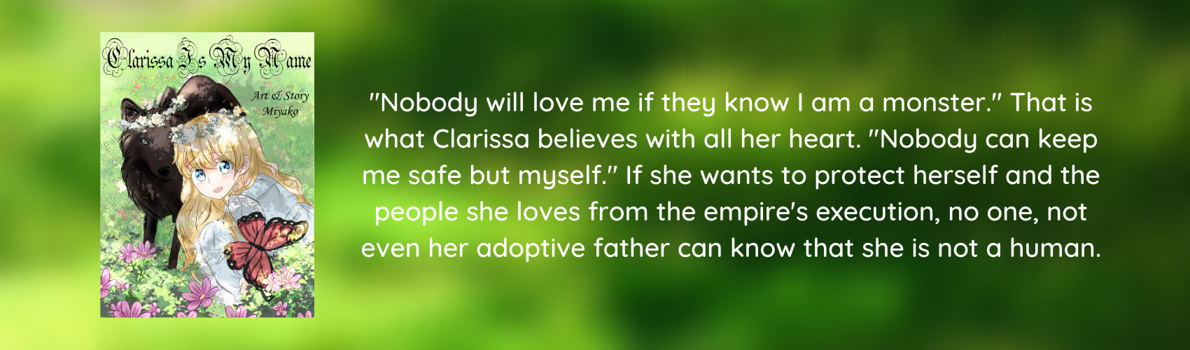 Clarissa Is My Name
Art & Story
Miyako
"Nobody will love me if they know I am a monster." That is
what Clarissa believes with all her heart. "Nobody can keep
me safe but myself." If she wants to protect herself and the
people she loves from the empire's execution, no one, not
even her adoptive father can know that she is not a human.